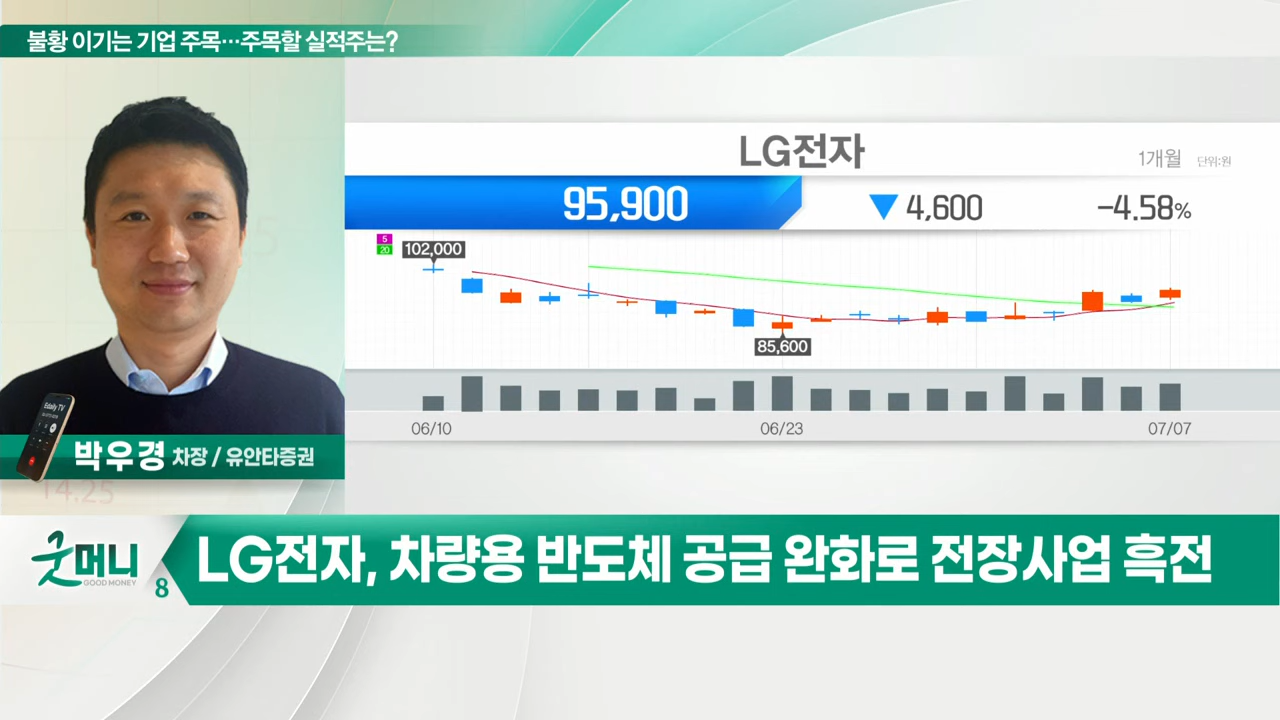 불황 이기는 기업 주목…주목할 실적주는?
LG전자
1개월 단위:원
95,900 ▼4,600 -4.58%
5
20
102,000
85,600
06/10 06/23 07/07
Edaily TV
박우경 차장 / 유안타증권
14.25
굿머니
GOOD MONEY
8
LG전자, 차량용 반도체 공급 완화로 전장사업 흑전